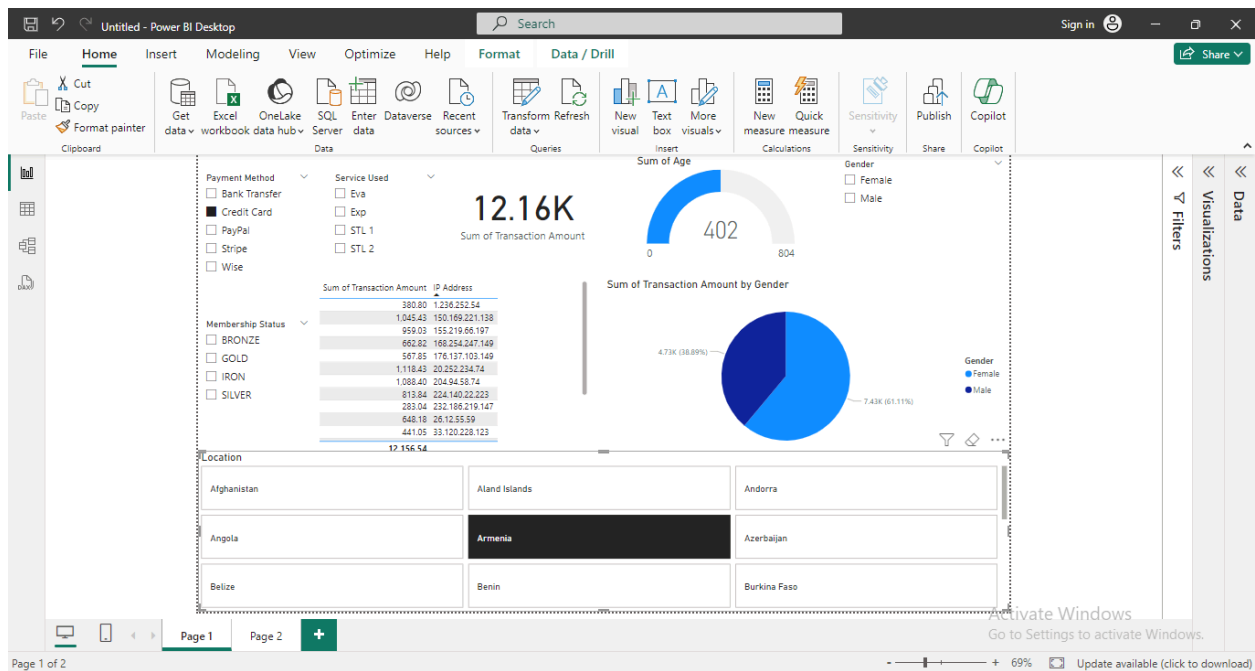 Untitled - Power BI Desktop
Search
Sign in
File Home Insert Modeling View Optimize Help Format Data / Drill
Share
Paste
Cut
Copy
Format painter
Clipboard
Get data
Excel workbook
OneLake data hub
SQL Server
Enter data
Dataverse
Recent sources
Data
Transform data
Refresh
Queries
New visual
Text box
More visuals
Insert
New measure
Quick measure
Calculations
Sensitivity
Sensitivity
Publish
Share
Copilot
Copilot
Payment Method
Bank Transfer
Credit Card
PayPal
Stripe
Wise
Service Used
Eva
Exp
STL 1
STL 2
12.16K
Sum of Transaction Amount
Sum of Age
402
0
804
Gender
Female
Male
Filters
Visualizations
Data
Membership Status
BRONZE
GOLD
IRON
SILVER
Sum of Transaction Amount IP Address
380.80 1.236.252.54
1,045.43 150.169.221.138
959.03 155.219.66.197
662.82 168.254.247.149
567.85 176.137.103.149
1,118.43 20.252.234.74
1,088.40 204.94.58.74
813.84 224.140.22.223
283.04 232.186.219.147
648.18 26.12.55.59
441.05 33.120.228.123
12,156.54
Sum of Transaction Amount by Gender
4.73K (38.89%)
7.43K (61.11%)
Gender
Female
Male
Location
Afghanistan
Aland Islands
Andorra
Angola
Armenia
Azerbaijan
Belize
Benin
Burkina Faso
Activate Windows
Go to Settings to activate Windows.
Page 1
Page 2
+
Page 1 of 2
- + 69%
Update available (click to download)